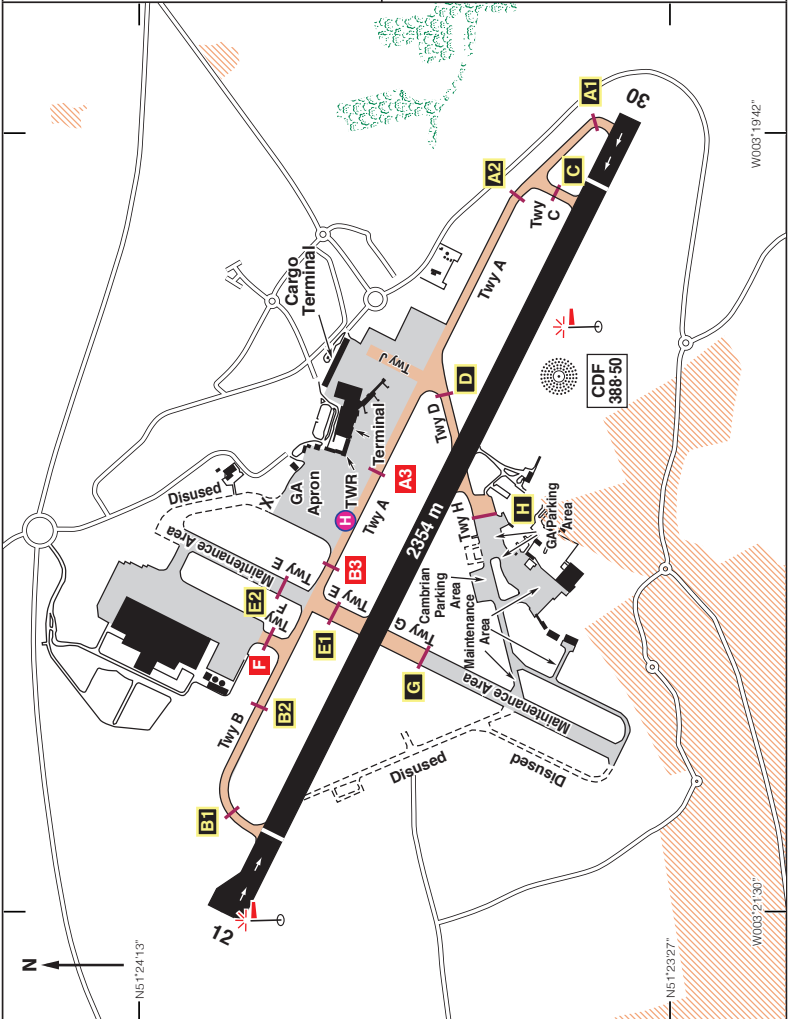 A1
30
W003°19'42"
A2
C
Twy
C
Cargo
Terminal
Twy A
Twy J
CDF
388·50
D
Twy D
Terminal
Disused
X
GA
Apron
TWR
H
A3
Twy A
2354 m
Twy H
H
GA Parking
Area
Maintenance Area
Twy E
B3
E2
Twy
F
Twy E
E1
Cambrian
Parking
Area
Twy G
Maintenance
Area
F
G
B2
Twy B
Maintenance Area
Disused
Disused
B1
12
W003°21'30"
N
N51°24'13"
N51°23'27"